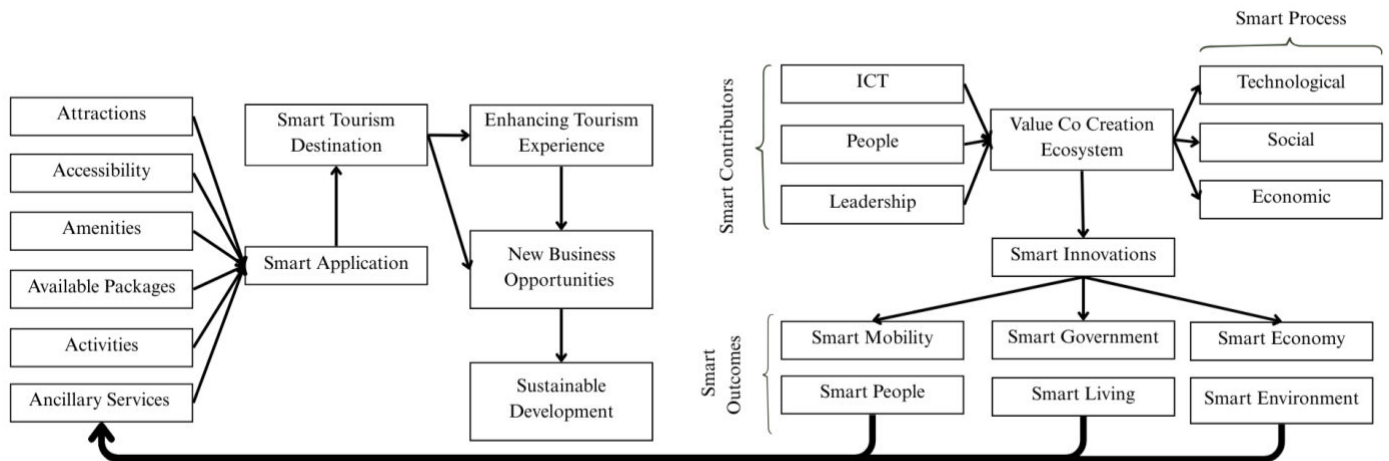 Attractions
Accessibility
Amenities
Available Packages
Activities
Ancillary Services
Smart Application
Smart Tourism
Destination
Enhancing Tourism
Experience
New Business
Opportunities
Sustainable
Development
Smart Contributors
ICT
People
Leadership
Value Co Creation
Ecosystem
Smart Process
Technological
Social
Economic
Smart Innovations
Smart
Outcomes
Smart Mobility
Smart Government
Smart Economy
Smart People
Smart Living
Smart Environment